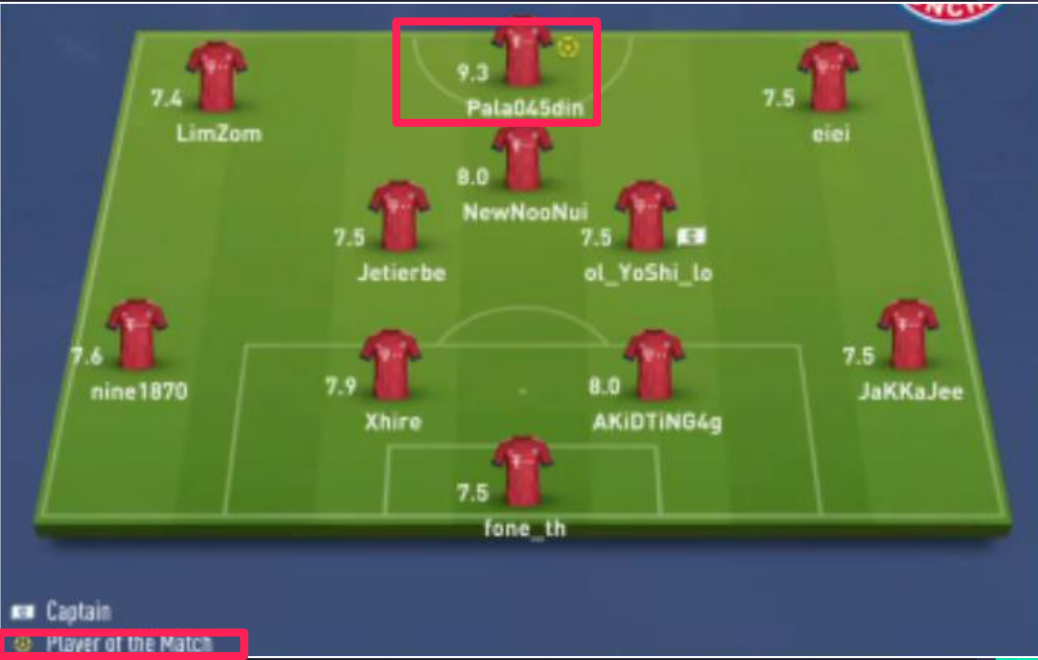 NCH
9.3
Pala045din
7.4
LimZom
7.5
eiei
8.0
NewNooNui
7.5
Jetierbe
7.5
ol_YoShi_lo
7.6
nine1870
7.9
Xhire
8.0
AKiDTiNG4g
7.5
JaKKaJee
7.5
fone_th
Captain
Player of the Match